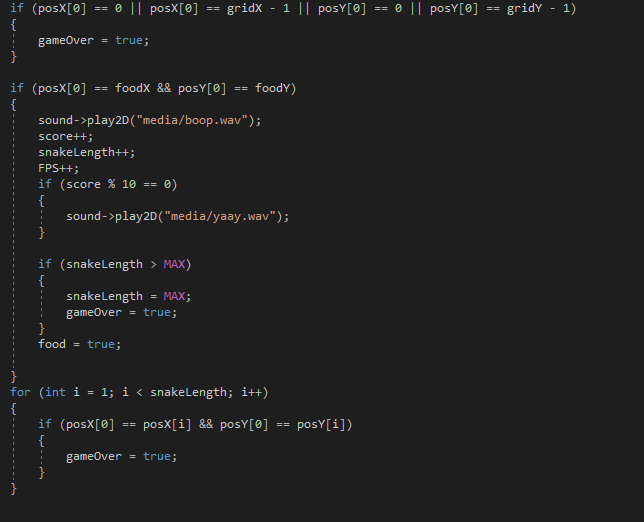 if (posX[0] == 0 || posX[0] == gridX - 1 || posY[0] == 0 || posY[0] == gridY - 1)
{
gameOver = true;
}
if (posX[0] == foodX && posY[0] == foodY)
{
sound->play2D("media/boop.wav");
score++;
snakeLength++;
FPS++;
if (score % 10 == 0)
{
sound->play2D("media/yaay.wav");
}
if (snakeLength > MAX)
{
snakeLength = MAX;
gameOver = true;
}
food = true;
}
for (int i = 1; i < snakeLength; i++)
{
if (posX[0] == posX[i] && posY[0] == posY[i])
{
gameOver = true;
}
}